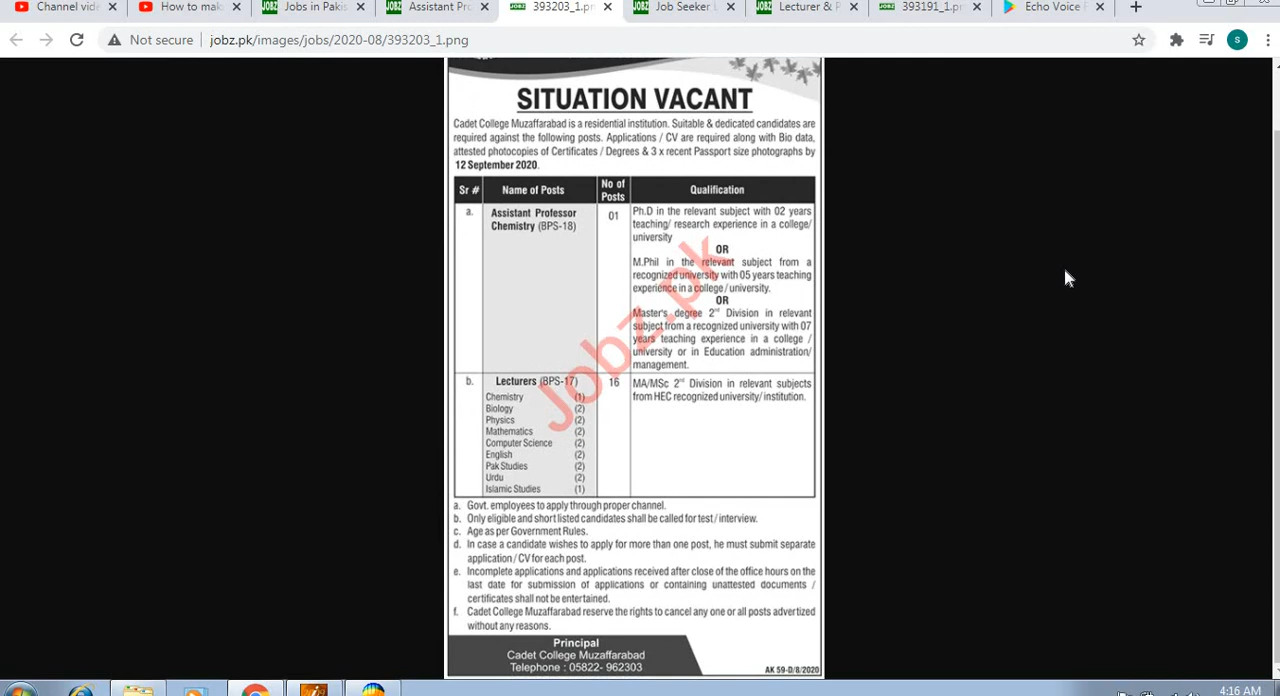 Channel vide
How to mak
JOBZ Jobs in Pakis
JOBZ Assistant Pro
JOBZ 393203_1.pn
JOBZ Job Seeker L
JOBZ Lecturer & P
JOBZ 393191_1.pn
Echo Voice
Not secure
jobz.pk/images/jobs/2020-08/393203_1.png
S
SITUATION VACANT
Cadet College Muzaffarabad is a residential institution. Suitable & dedicated candidates are
required against the following posts. Applications / CV are required along with Bio data,
attested photocopies of Certificates / Degrees & 3 x recent Passport size photographs by
12 September 2020.
Sr # Name of Posts No of Posts Qualification
a. Assistant Professor
Chemistry (BPS-18)
01
Ph.D in the relevant subject with 02 years
teaching/ research experience in a college/
university
OR
M.Phil in the relevant subject from a
recognized university with 05 years teaching
experience in a college / university.
OR
Master's degree 2nd Division in relevant
subject from a recognized university with 07
years teaching experience in a college /
university or in Education administration/
management.
b. Lecturers (BPS-17)
16
Chemistry (1)
Biology (2)
Physics (2)
Mathematics (2)
Computer Science (2)
English (2)
Pak Studies (2)
Urdu (2)
Islamic Studies (1)
MA/MSc 2nd Division in relevant subjects
from HEC recognized university/ institution.
Jobz.pk
a. Govt. employees to apply through proper channel.
b. Only eligible and short listed candidates shall be called for test / interview.
c. Age as per Government Rules.
d. In case a candidate wishes to apply for more than one post, he must submit separate
application / CV for each post.
e. Incomplete applications and applications received after close of the office hours on the
last date for submission of applications or containing unattested documents /
certificates shall not be entertained.
f. Cadet College Muzaffarabad reserve the rights to cancel any one or all posts advertized
without any reasons.
Principal
Cadet College Muzaffarabad
Telephone : 05822- 962303
AK 59-D/8/2020
4:16 AM